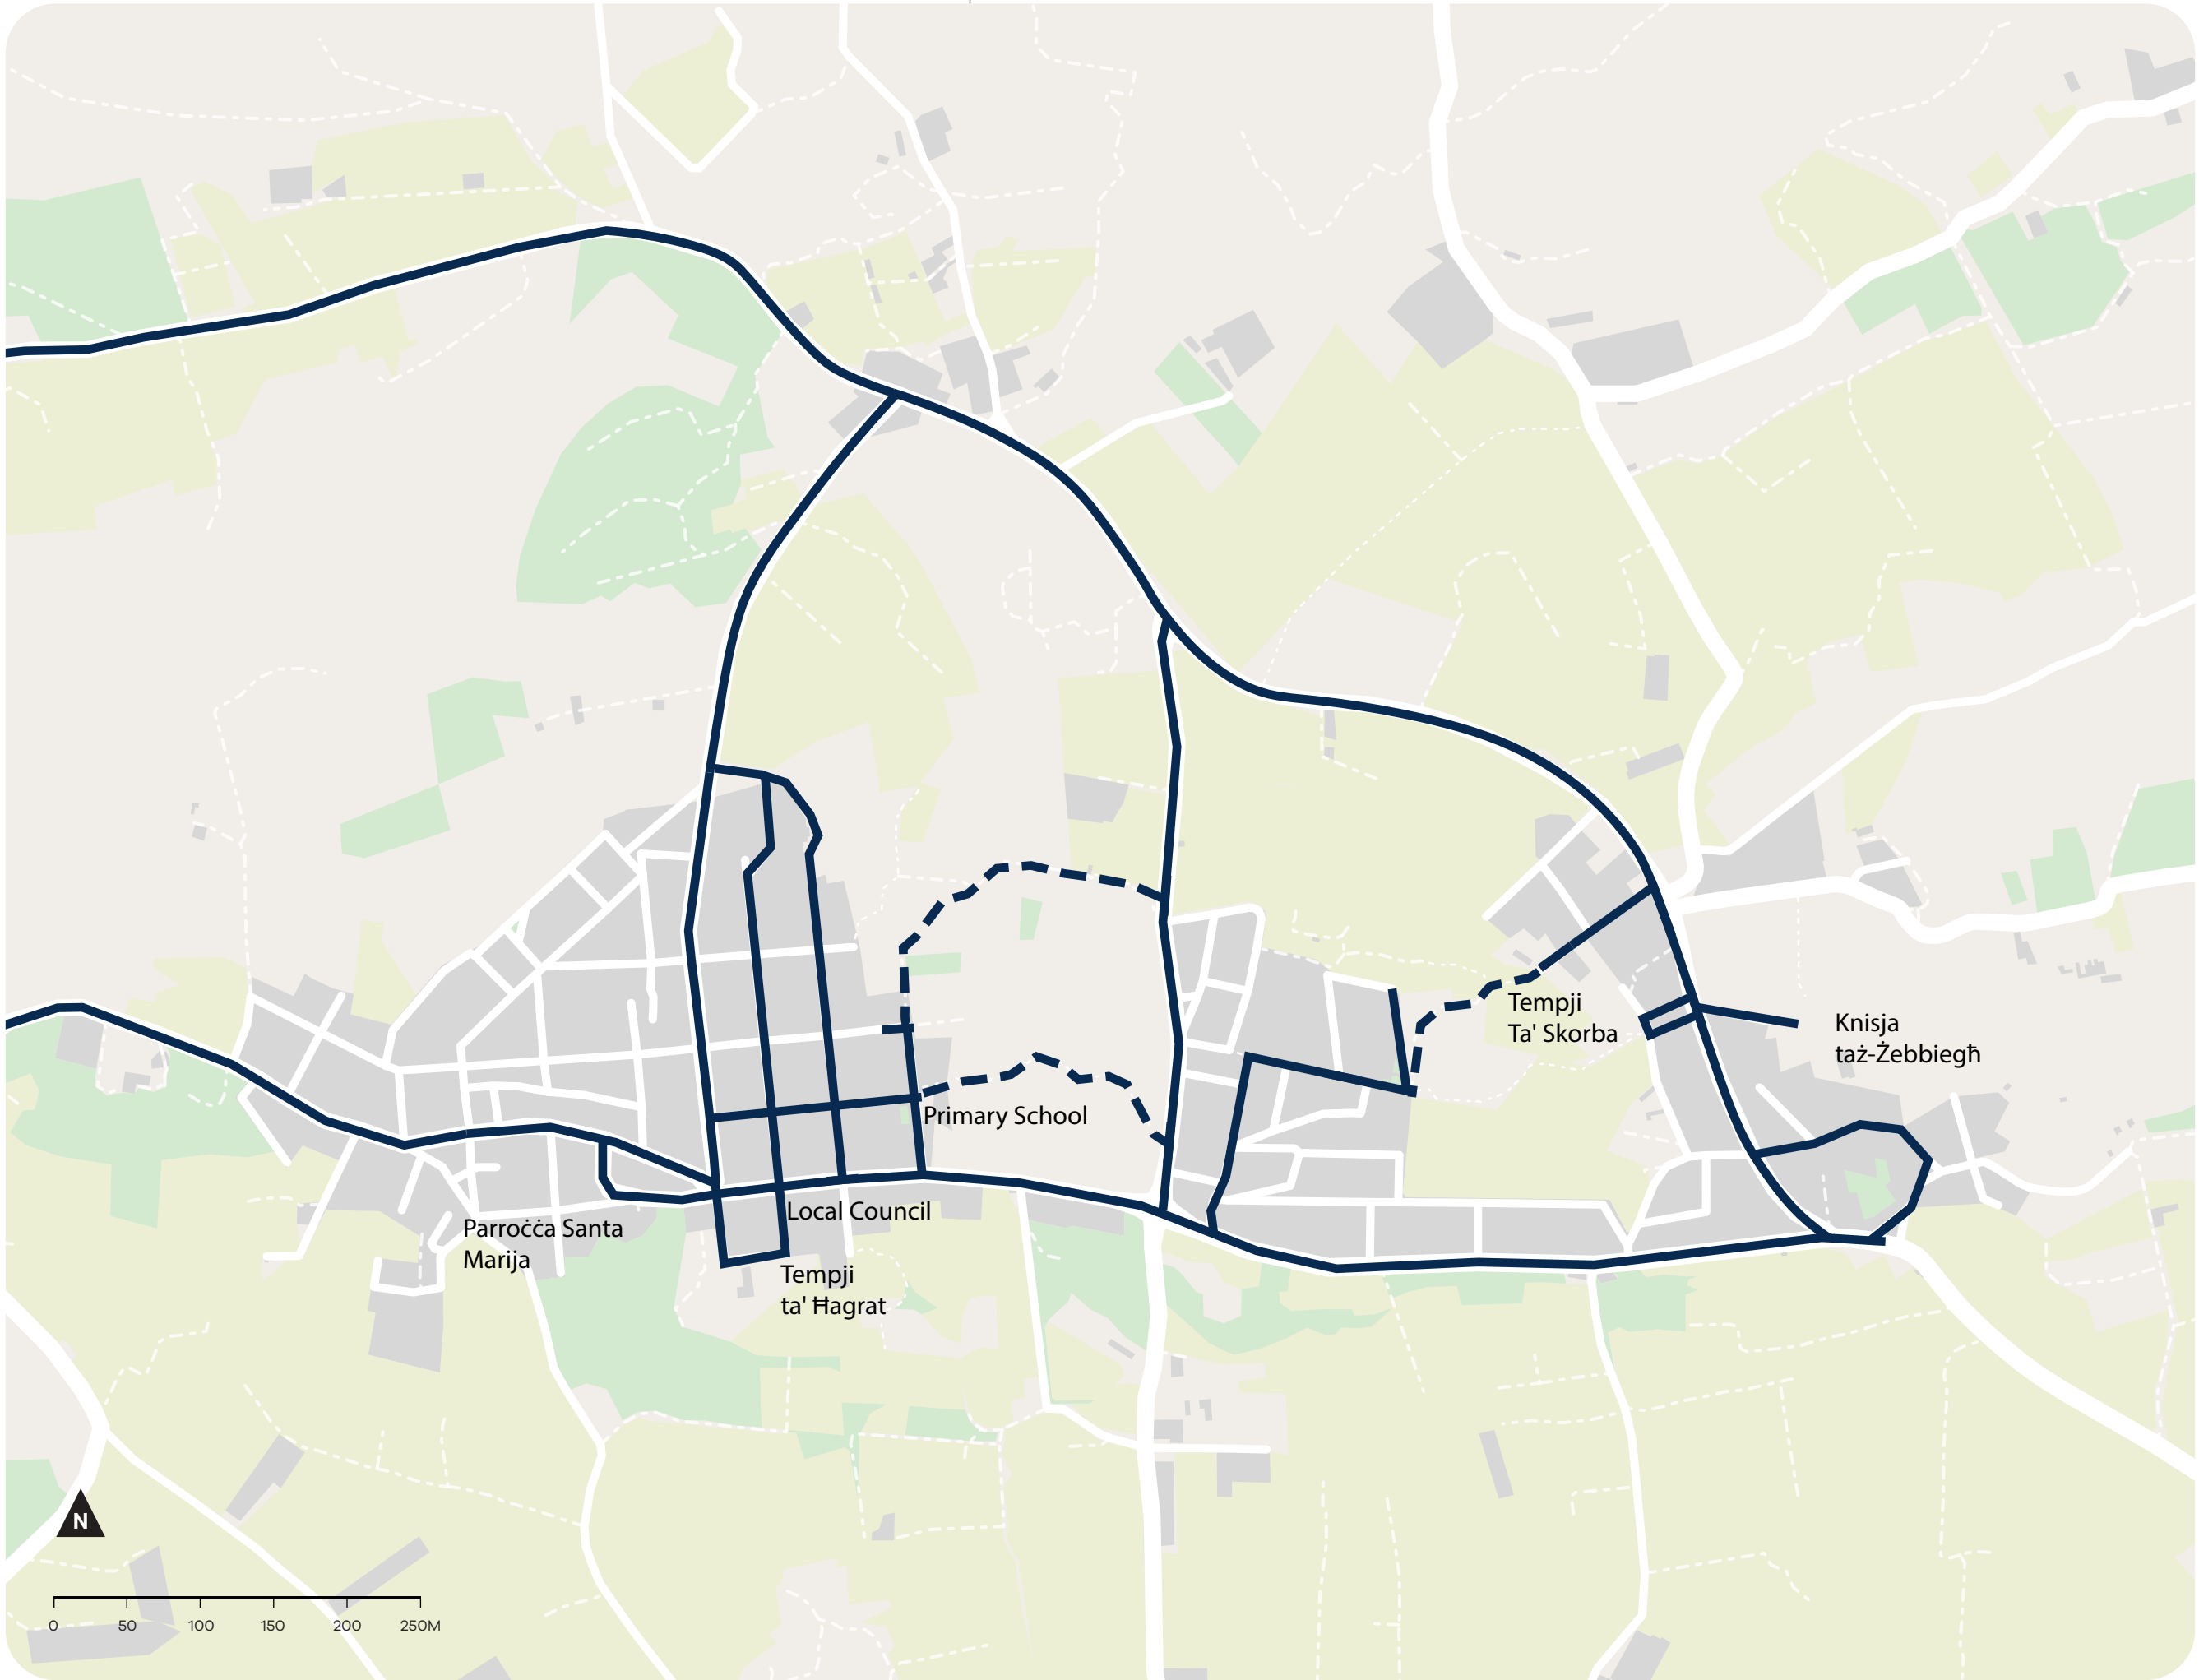 Tempji
Ta' Skorba
Knisja
taż-Żebbiegħ
Primary School
Local Council
Parroċċa Santa
Marija
Tempji
ta' Ħagrat
N
0 50 100 150 200 250M